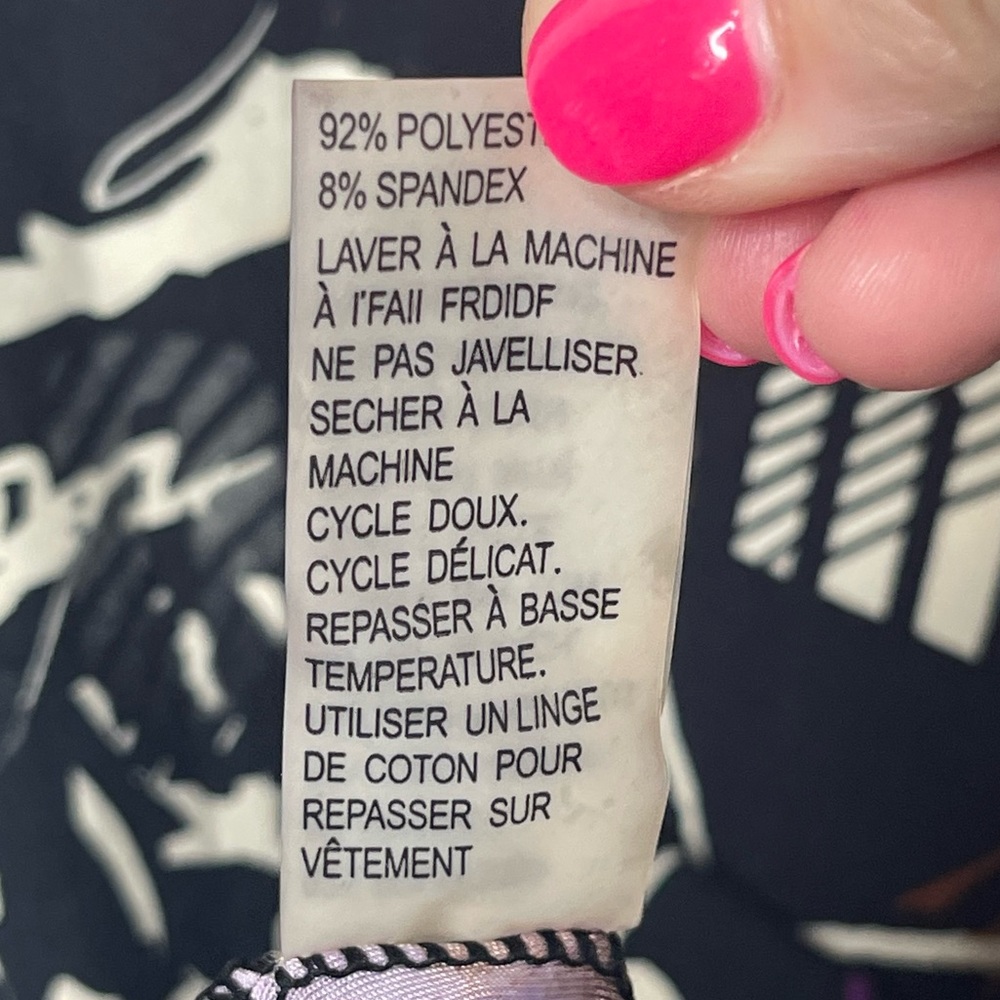 92% POLYEST
8% SPANDEX
LAVER À LA MACHINE
À I'FAII FRDIDF
NE PAS JAVELLISER.
SECHER À LA
MACHINE
CYCLE DOUX.
CYCLE DÉLICAT.
REPASSER À BASSE
TEMPERATURE.
UTILISER UN LINGE
DE COTON POUR
REPASSER SUR
VÊTEMENT